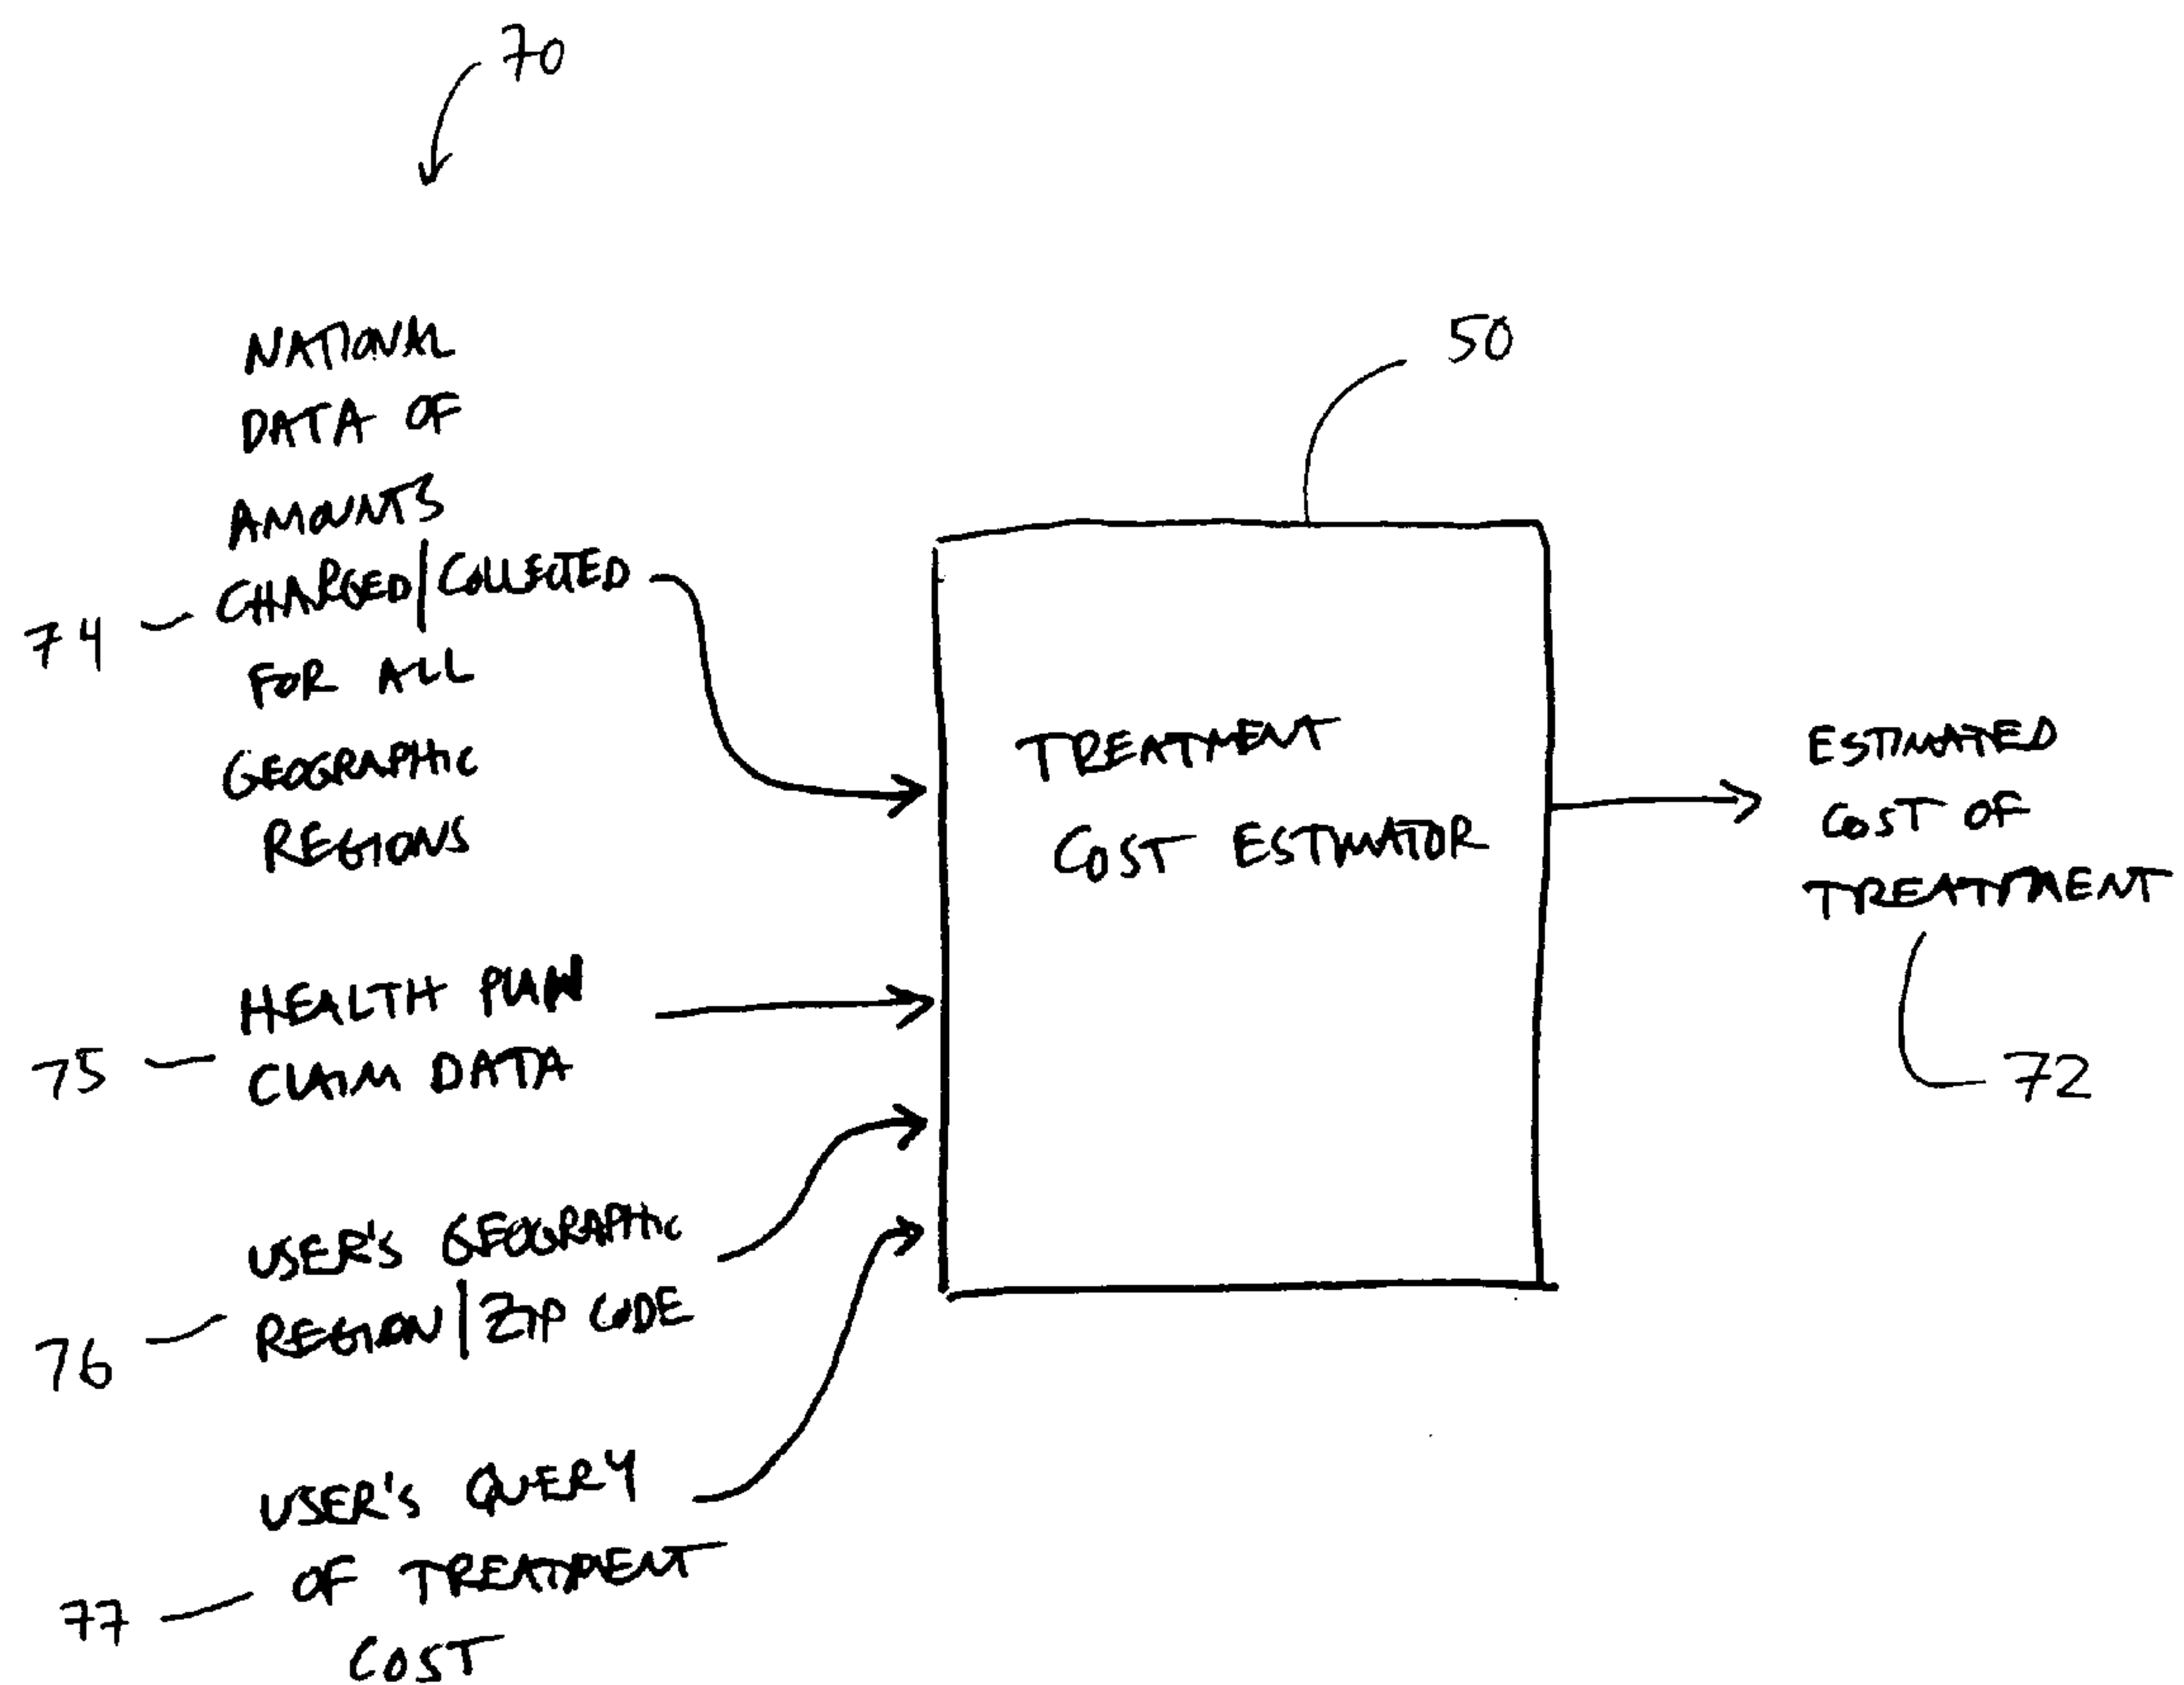 70
NATIONAL
DATA OF
AMOUNTS
CHARGED/COLLECTED
74
FOR ALL
GEOGRAPHIC
REGIONS
HEALTH PLAN
CLAIM DATA
75
USER'S GEOGRAPHIC
REGION/ZIP CODE
76
USER'S QUERY
OF TREATMENT
COST
77
50
TREATMENT
COST ESTIMATOR
ESTIMATED
COST OF
TREATMENT
72